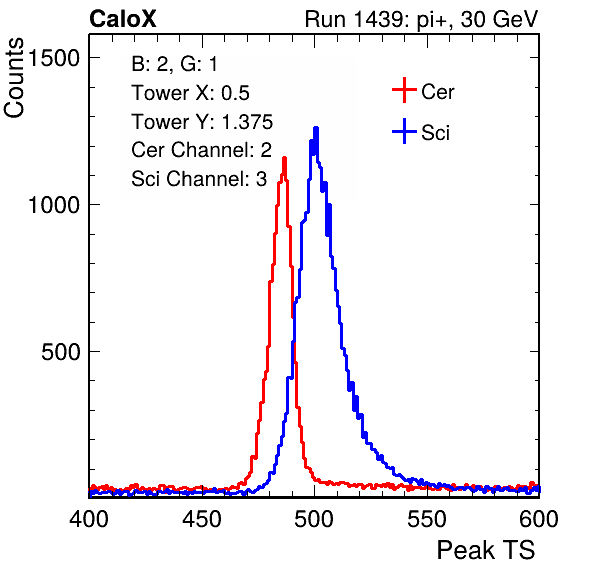 CaloX Run 1439: pi+, 30 GeV
Counts
1500
1000
500
B: 2, G: 1
Tower X: 0.5
Tower Y: 1.375
Cer Channel: 2
Sci Channel: 3
Cer
Sci
400 450 500 550 600
Peak TS